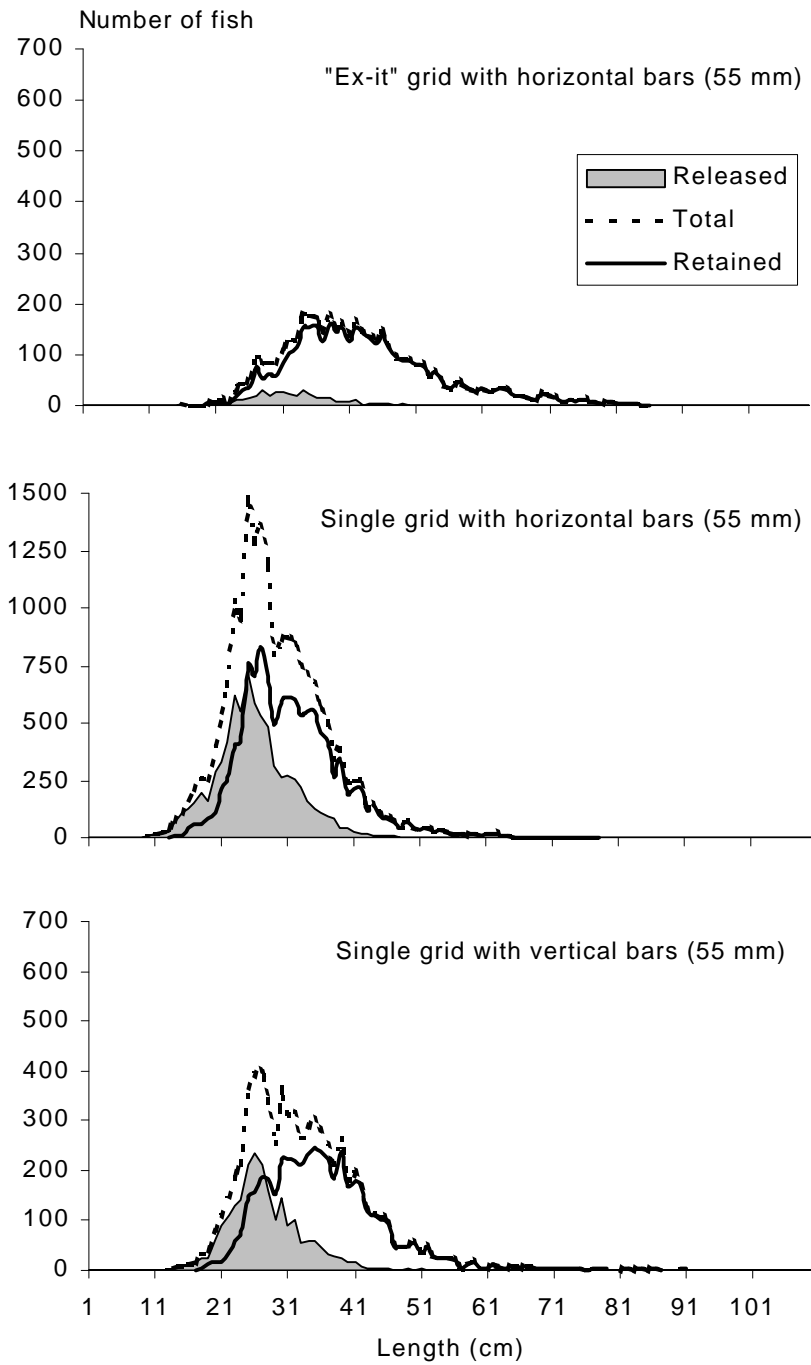 Number of fish
700
"Ex-it" grid with horizontal bars (55 mm)
600
500
400
Released
Total
Retained
300
200
100
0
1500
Single grid with horizontal bars (55 mm)
1250
1000
750
500
250
0
700
Single grid with vertical bars (55 mm)
600
500
400
300
200
100
0
1 11 21 31 41 51 61 71 81 91 101
Length (cm)